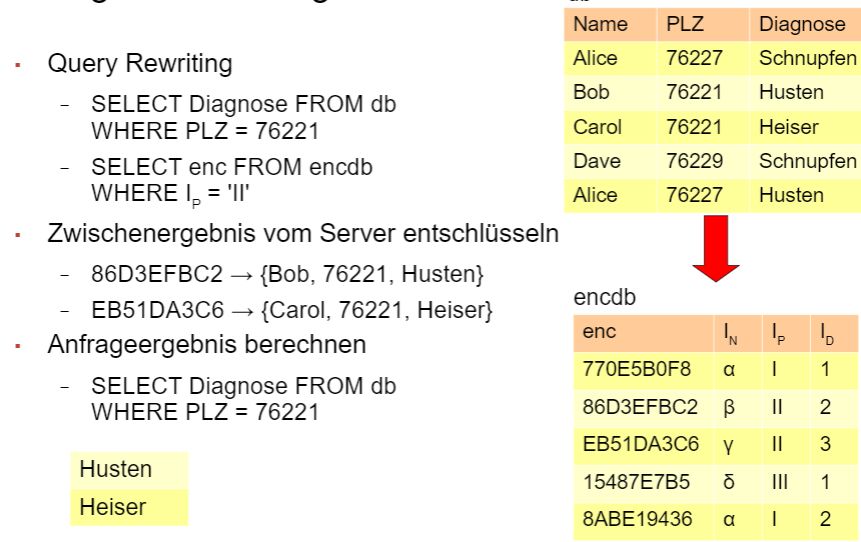 Query Rewriting
– SELECT Diagnose FROM db
WHERE PLZ = 76221
– SELECT enc FROM encdb
WHERE I_P = 'II'
Zwischenergebnis vom Server entschlüsseln
– 86D3EFBC2 → {Bob, 76221, Husten}
– EB51DA3C6 → {Carol, 76221, Heiser}
Anfrageergebnis berechnen
– SELECT Diagnose FROM db
WHERE PLZ = 76221
Husten
Heiser
Name PLZ Diagnose
Alice 76227 Schnupfen
Bob 76221 Husten
Carol 76221 Heiser
Dave 76229 Schnupfen
Alice 76227 Husten
encdb
enc I_N I_P I_D
770E5B0F8 α I 1
86D3EFBC2 β II 2
EB51DA3C6 γ II 3
15487E7B5 δ III 1
8ABE19436 α I 2